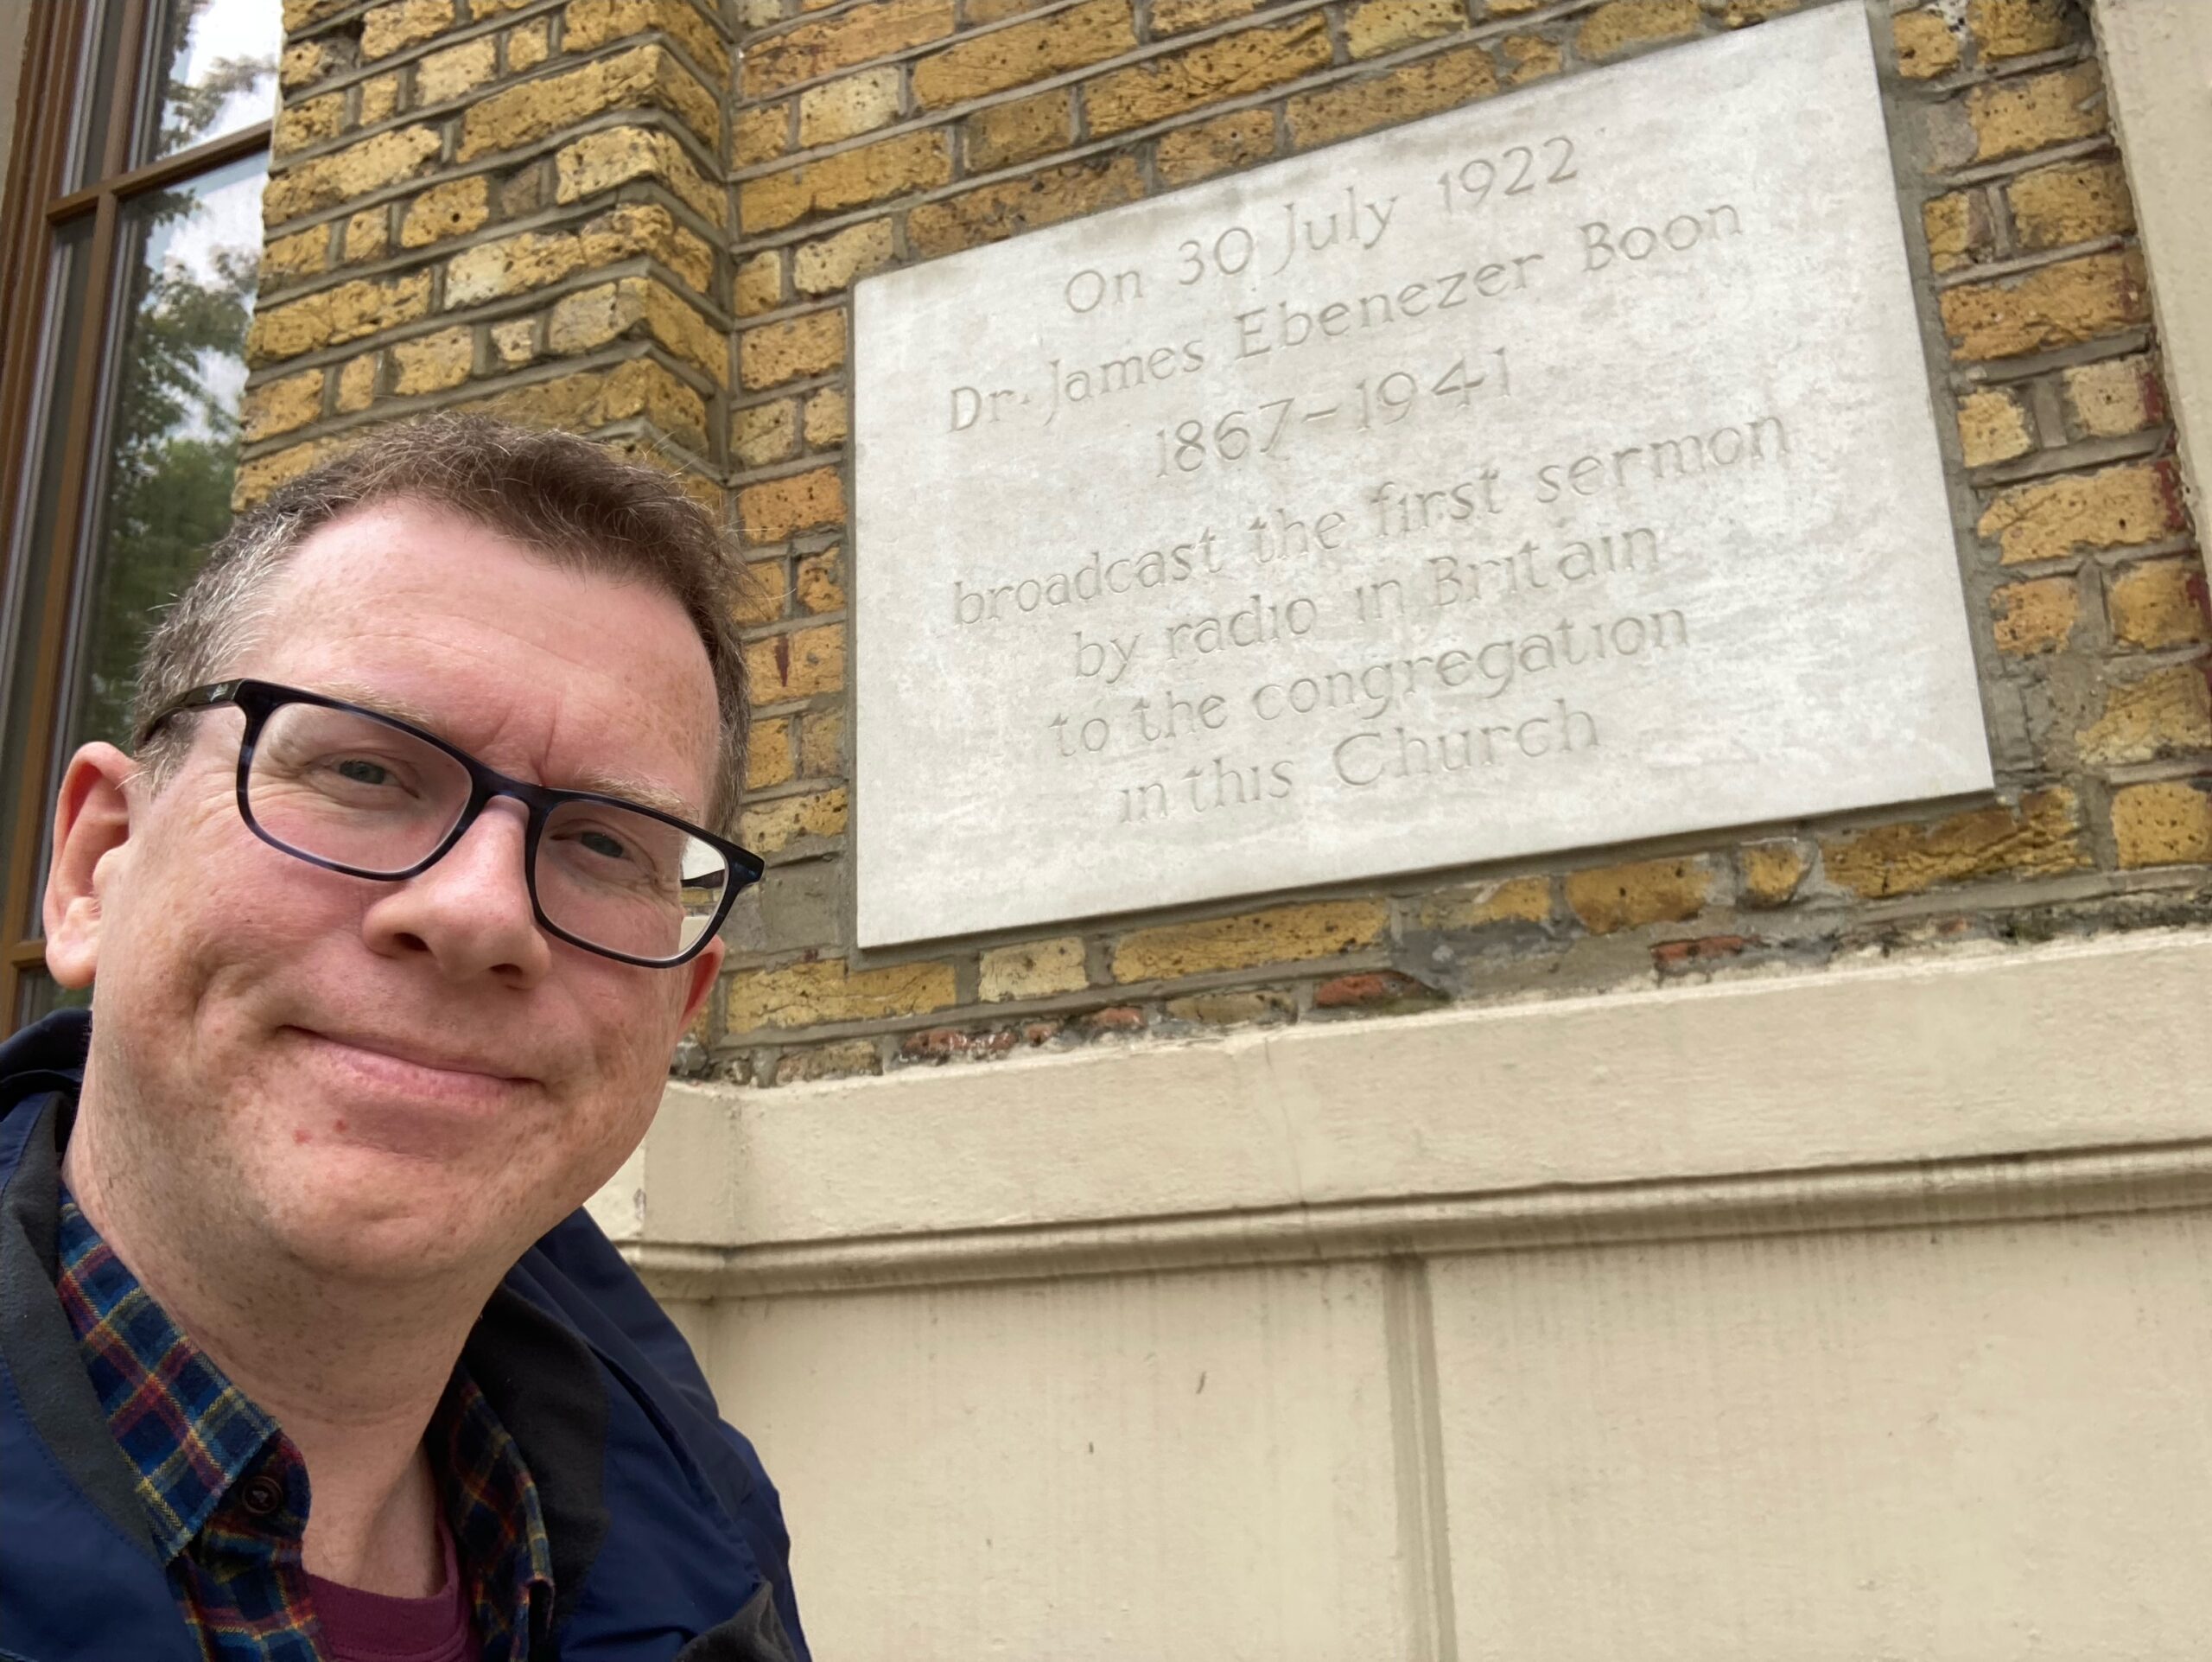 On 30 July 1922
Dr. James Ebenezer Boon
1867-1941
broadcast the first sermon
by radio in Britain
to the congregation
in this Church